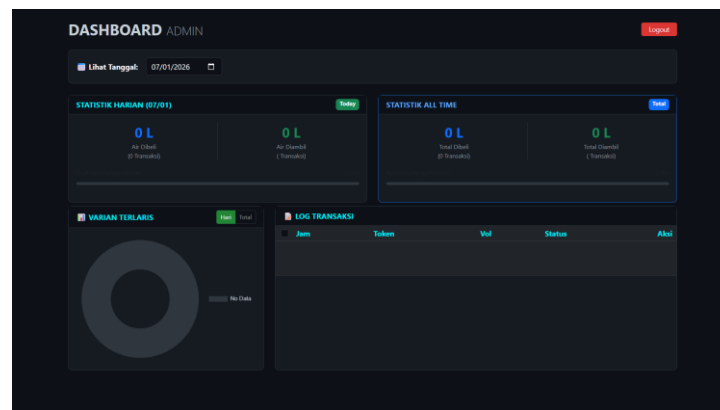 DASHBOARD ADMIN
Logout
Lihat Tanggal: 07/01/2026
STATISTIK HARIAN (07/01)
Today
0 L
Air Dibeli
(0 Transaksi)
0 L
Air Diambil
( Transaksi)
STATISTIK ALL TIME
Total
0 L
Total Dibeli
(0 Transaksi)
0 L
Total Diambil
( Transaksi)
VARIAN TERLARIS
Hari Total
No Data
LOG TRANSAKSI
Jam Token Vol Status Aksi